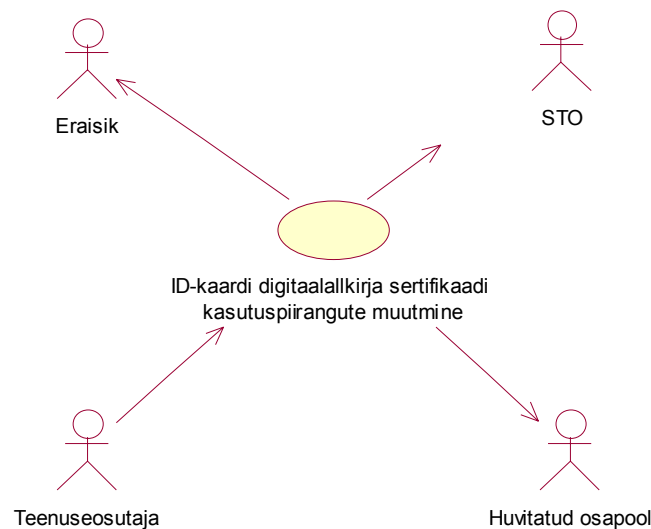 Eraisik
STO
ID-kaardi digitaalallkirja sertifikaadi
kasutuspiirangute muutmine
Teenuseosutaja
Huvitatud osapool